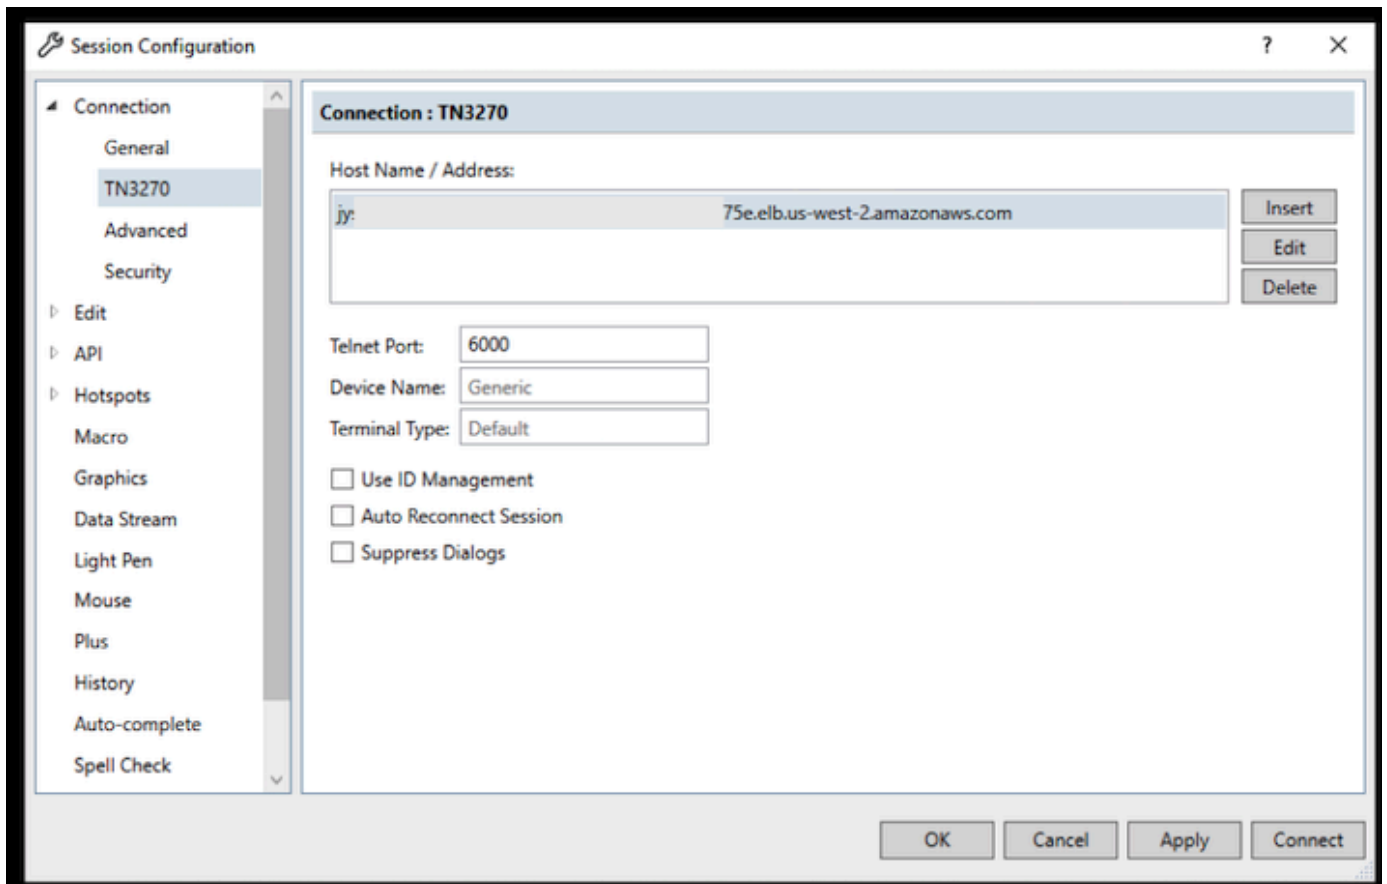 Session Configuration
?
Connection
General
TN3270
Advanced
Security
Edit
API
Hotspots
Macro
Graphics
Data Stream
Light Pen
Mouse
Plus
History
Auto-complete
Spell Check
Connection : TN3270
Host Name / Address:
jy: 75e.elb.us-west-2.amazonaws.com
Insert
Edit
Delete
Telnet Port: 6000
Device Name: Generic
Terminal Type: Default
Use ID Management
Auto Reconnect Session
Suppress Dialogs
OK Cancel Apply Connect